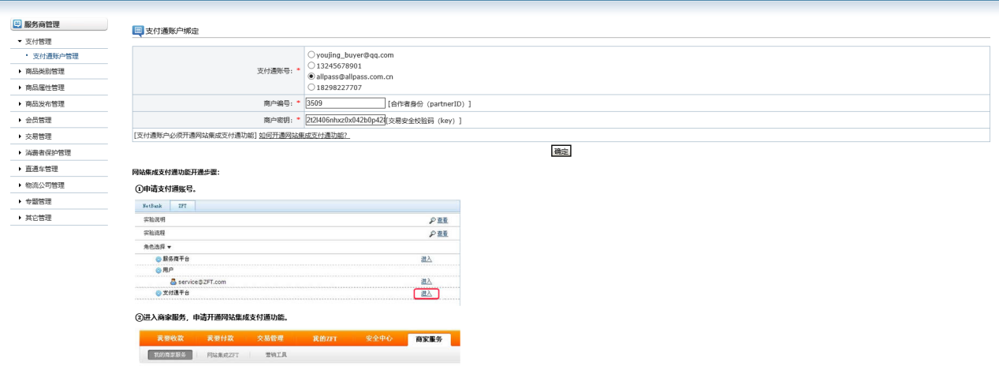 服务商管理
支付管理
支付通账户管理
商品类别管理
商品属性管理
商品发布管理
会员管理
交易管理
消费者保护管理
直通车管理
物流公司管理
专题管理
其它管理
支付通账户绑定
支付通账号: *
youjing_buyer@qq.com
13245678901
allpass@allpass.com.cn
18298227707
商户编号: * 3509 [合作者身份（partnerID）]
商户密钥: * 2t2l406nhxz0x042b0p428 [交易安全校验码（key）]
[支付通账户必须开通网站集成支付通功能] 如何开通网站集成支付通功能?
确定
网站集成支付通功能开通步骤:
①申请支付通账号。
NetBank ZFT
实验说明 查看
实验流程 查看
角色选择
服务商平台 进入
用户
service@ZFT.com 进入
支付通平台 进入
②进入商家服务，申请开通网站集成支付通功能。
我要收款 我要付款 交易管理 我的ZFT 安全中心 商家服务
我的商家服务 网站集成ZFT 营销工具